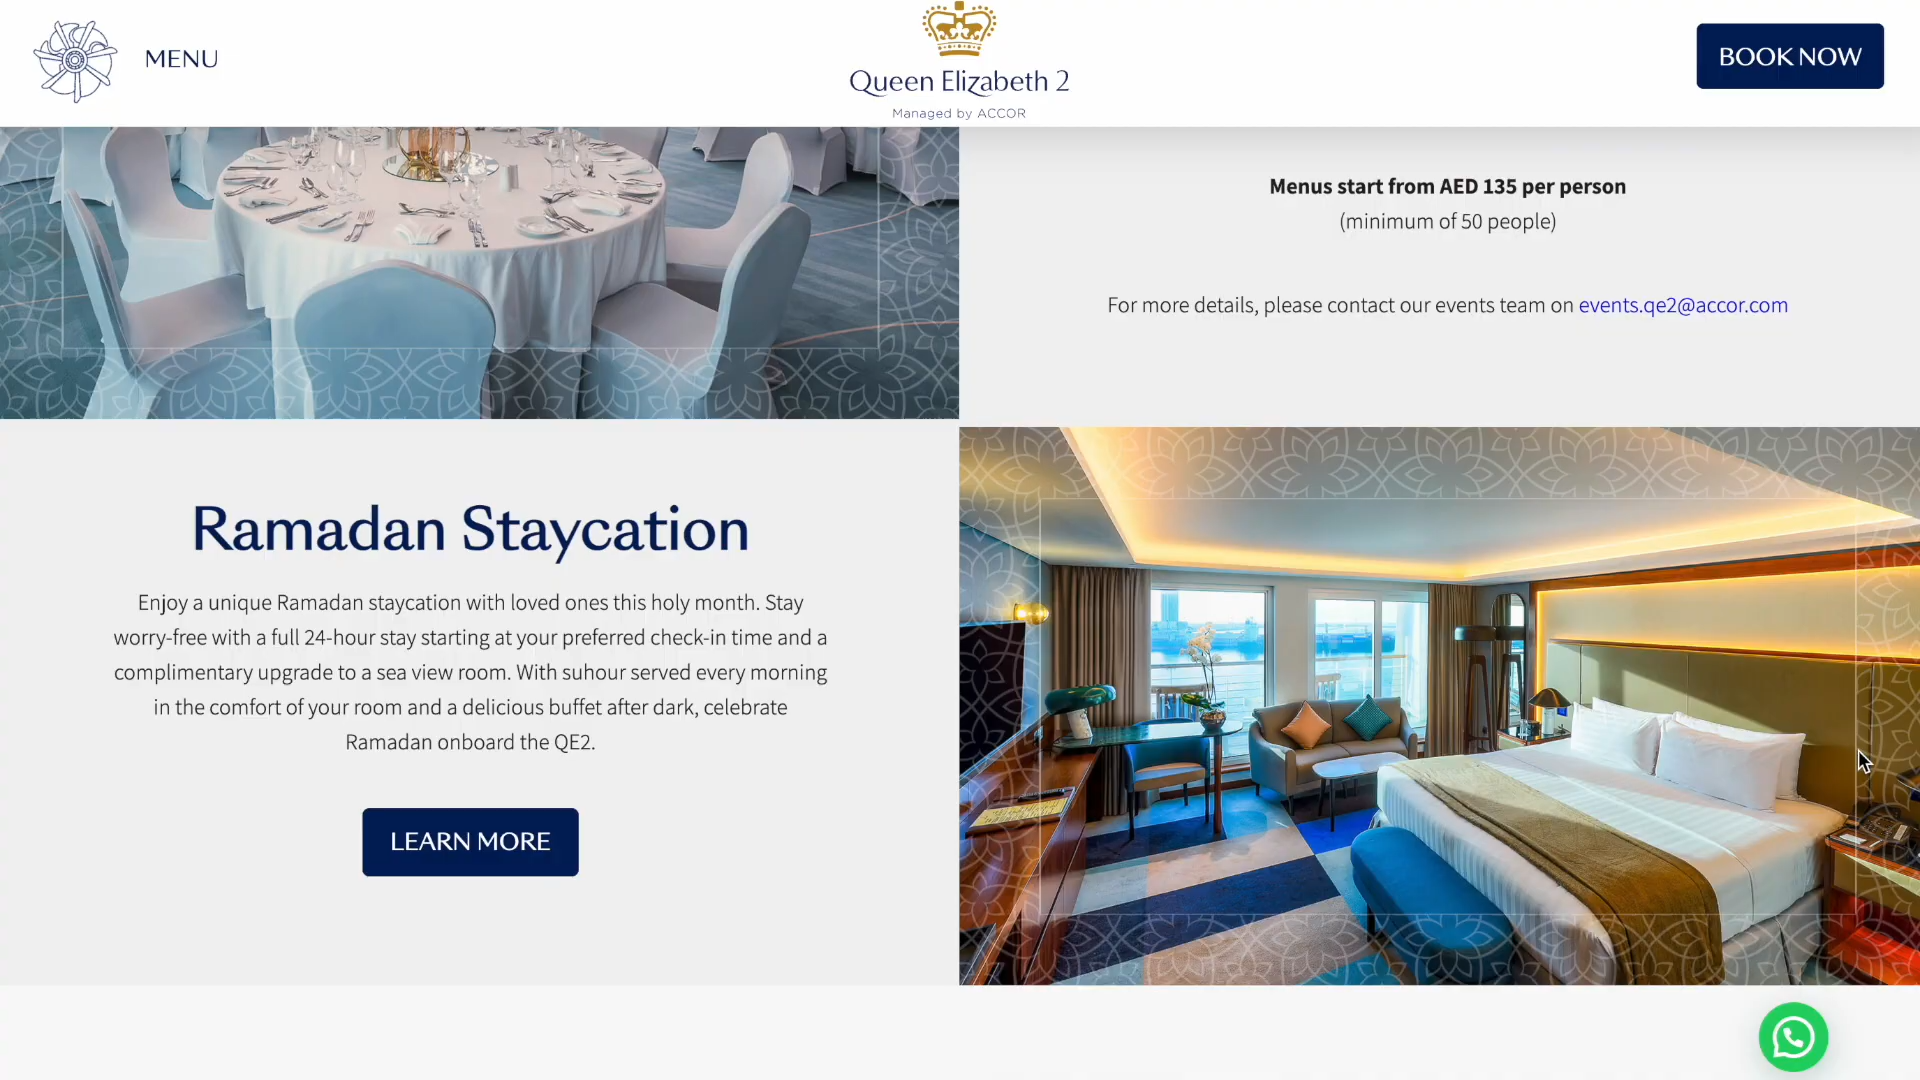 MENU
Queen Elizabeth 2
Managed by ACCOR
BOOK NOW
Menus start from AED 135 per person
(minimum of 50 people)
For more details, please contact our events team on events.qe2@accor.com
Ramadan Staycation
Enjoy a unique Ramadan staycation with loved ones this holy month. Stay
worry-free with a full 24-hour stay starting at your preferred check-in time and a
complimentary upgrade to a sea view room. With suhour served every morning
in the comfort of your room and a delicious buffet after dark, celebrate
Ramadan onboard the QE2.
LEARN MORE